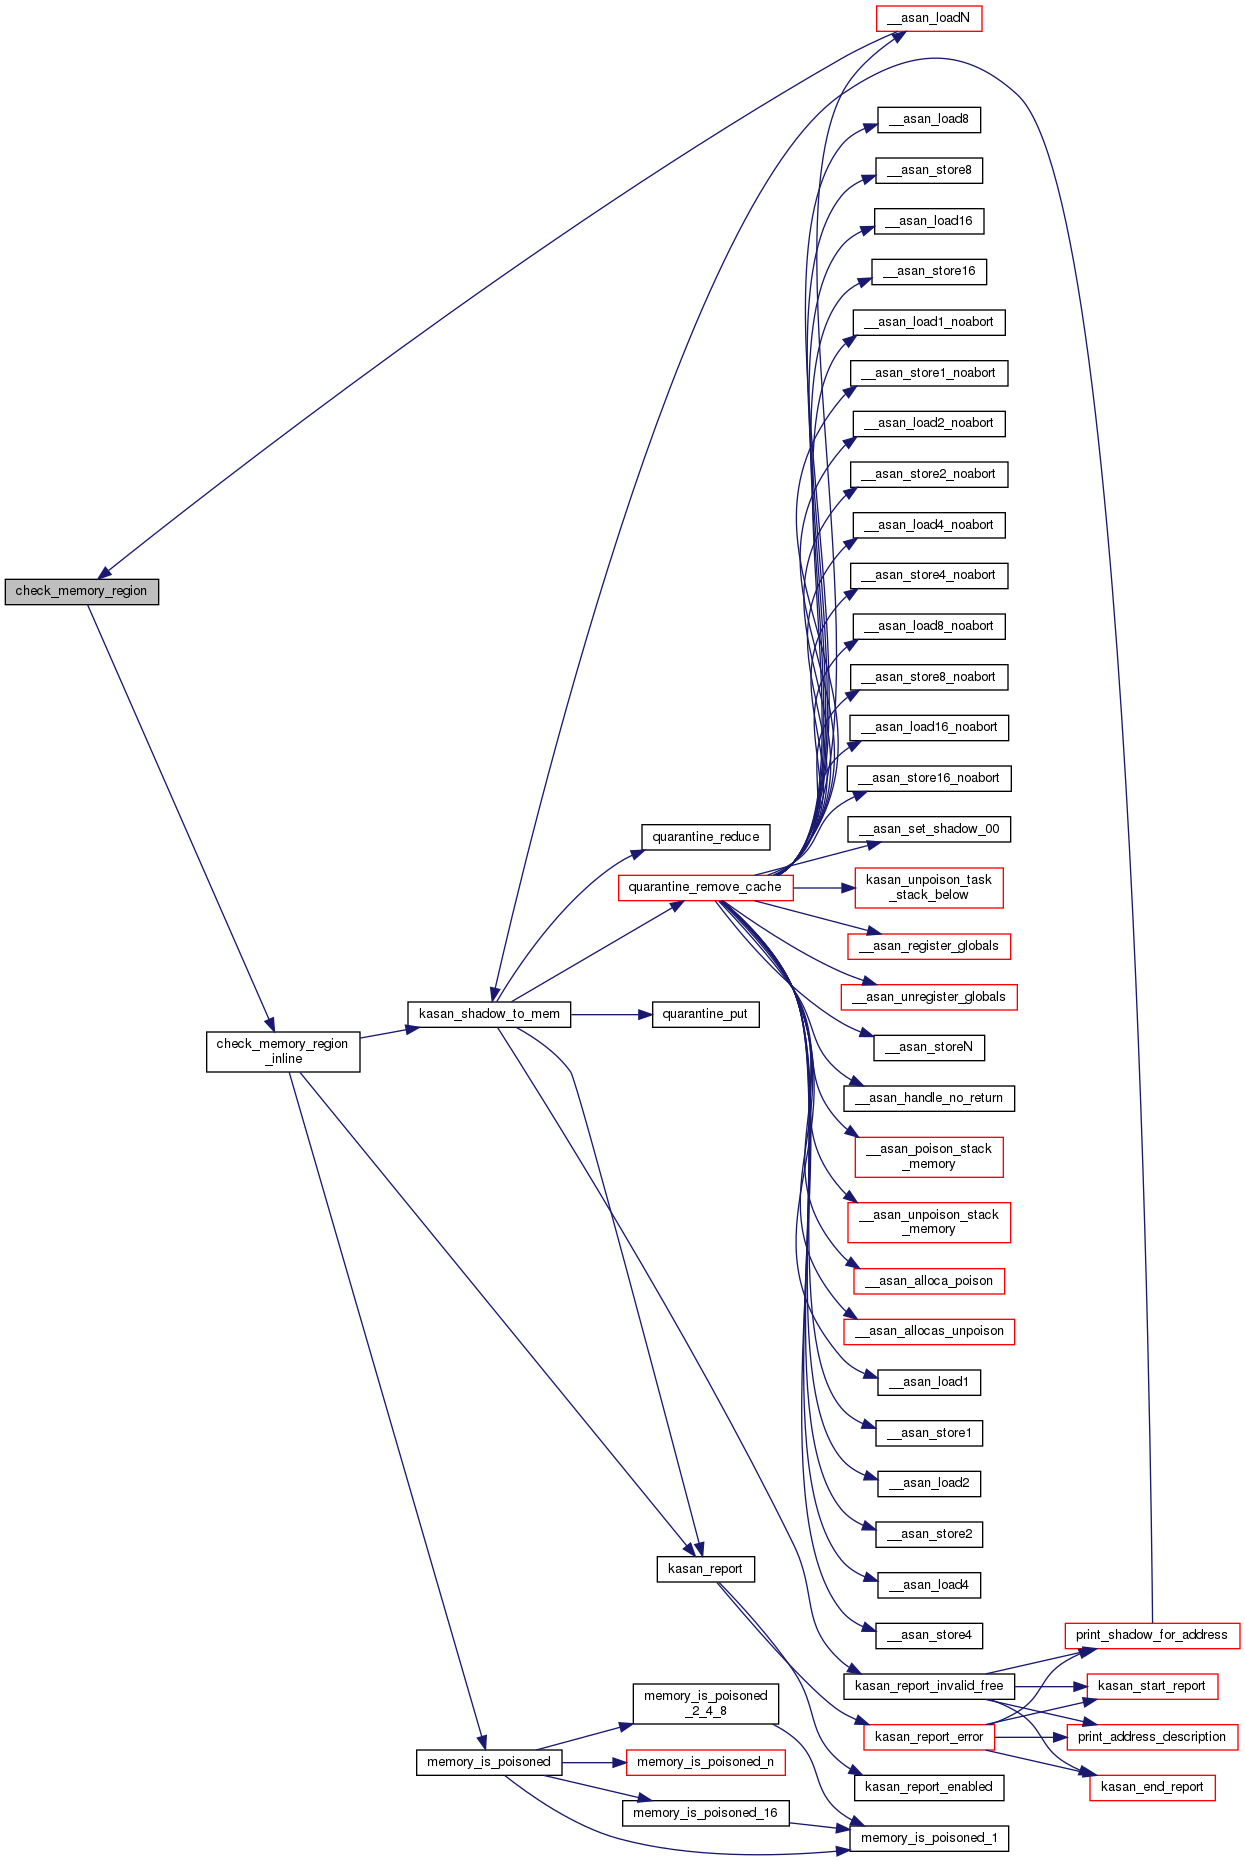 __asan_loadN
__asan_load8
__asan_store8
__asan_load16
__asan_store16
__asan_load1_noabort
__asan_store1_noabort
__asan_load2_noabort
__asan_store2_noabort
__asan_load4_noabort
__asan_store4_noabort
check_memory_region
__asan_load8_noabort
__asan_store8_noabort
__asan_load16_noabort
__asan_store16_noabort
quarantine_reduce
__asan_set_shadow_00
quarantine_remove_cache
kasan_unpoison_task
_stack_below
__asan_register_globals
__asan_unregister_globals
kasan_shadow_to_mem
quarantine_put
check_memory_region
_inline
__asan_storeN
__asan_handle_no_return
__asan_poison_stack
_memory
__asan_unpoison_stack
_memory
__asan_alloca_poison
__asan_allocas_unpoison
__asan_load1
__asan_store1
__asan_load2
__asan_store2
kasan_report
__asan_load4
__asan_store4
print_shadow_for_address
kasan_report_invalid_free
kasan_start_report
memory_is_poisoned
_2_4_8
kasan_report_error
print_address_description
memory_is_poisoned
memory_is_poisoned_n
kasan_report_enabled
kasan_end_report
memory_is_poisoned_16
memory_is_poisoned_1